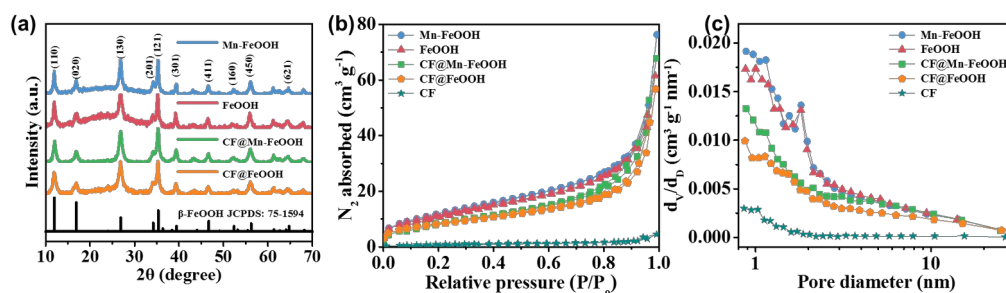 (a)
Mn-FeOOH
FeOOH
CF@Mn-FeOOH
CF@FeOOH
β-FeOOH JCPDS: 75-1594
(110)
(020)
(130)
(201)
(121)
(301)
(411)
(160)
(450)
(621)
Intensity (a.u.)
10 20 30 40 50 60 70
2θ (degree)
(b)
Mn-FeOOH
FeOOH
CF@Mn-FeOOH
CF@FeOOH
CF
N₂ absorbed (cm³ g⁻¹)
80
60
40
20
0
0.0 0.2 0.4 0.6 0.8 1.0
Relative pressure (P/P₀)
(c)
Mn-FeOOH
FeOOH
CF@Mn-FeOOH
CF@FeOOH
CF
dV/dD (cm³ g⁻¹ nm⁻¹)
0.020
0.015
0.010
0.005
0.000
1 10
Pore diameter (nm)